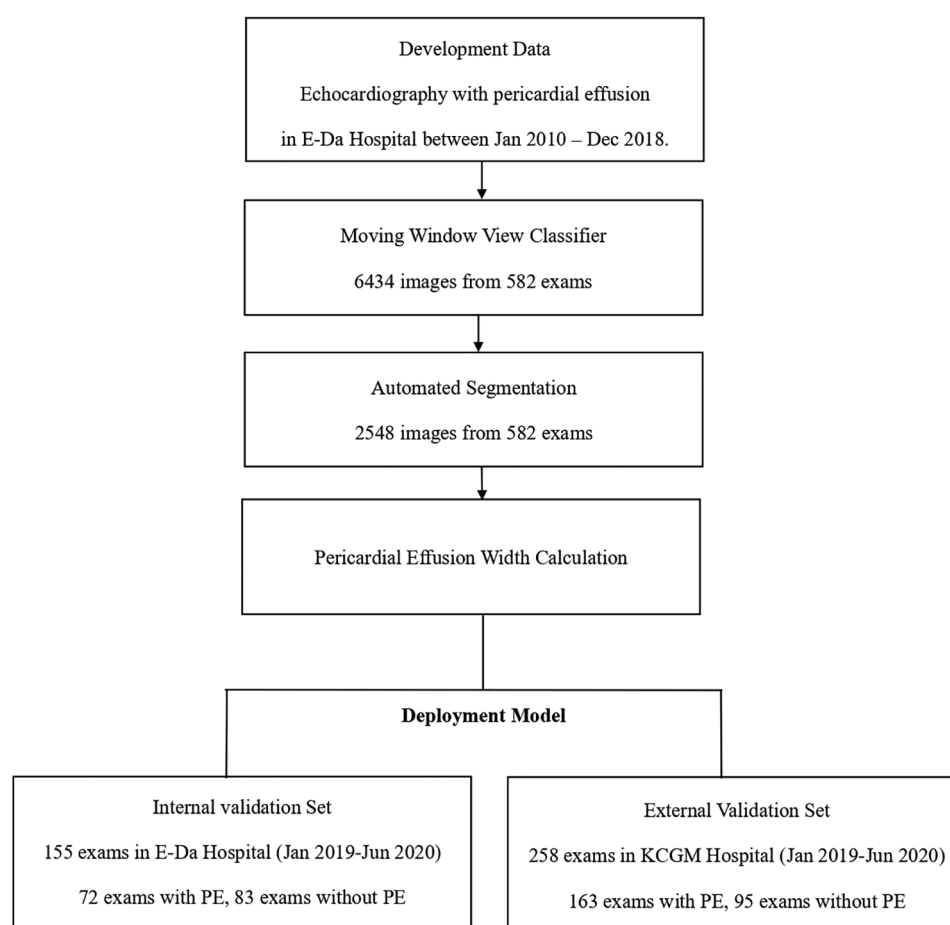 Development Data
Echocardiography with pericardial effusion
in E-Da Hospital between Jan 2010 – Dec 2018.
Moving Window View Classifier
6434 images from 582 exams
Automated Segmentation
2548 images from 582 exams
Pericardial Effusion Width Calculation
Deployment Model
Internal validation Set
155 exams in E-Da Hospital (Jan 2019-Jun 2020)
72 exams with PE, 83 exams without PE
External Validation Set
258 exams in KCGM Hospital (Jan 2019-Jun 2020)
163 exams with PE, 95 exams without PE